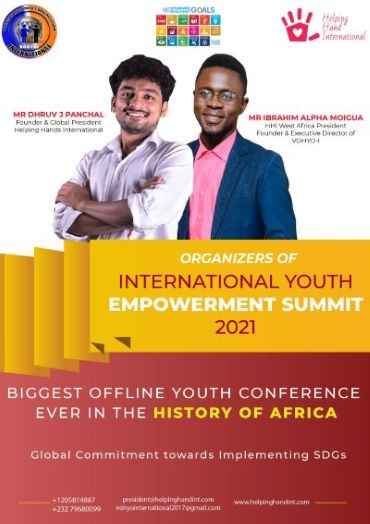 GOALS
Helping
Hand
International
MR DHRUV J PANCHAL
Founder & Global President
Helping Hands International
MR IBRAHIM ALPHA MOIGUA
HHI West Africa President
Founder & Executive Director of
VOHYO-I
ORGANIZERS OF
INTERNATIONAL YOUTH
EMPOWERMENT SUMMIT
2021
BIGGEST OFFLINE YOUTH CONFERENCE
EVER IN THE HISTORY OF AFRICA
Global Commitment towards Implementing SDGs
+1205814887
+232 79680099
president@helpinghandint.com
vohyointernational2017@gmail.com
www.helpinghandint.com